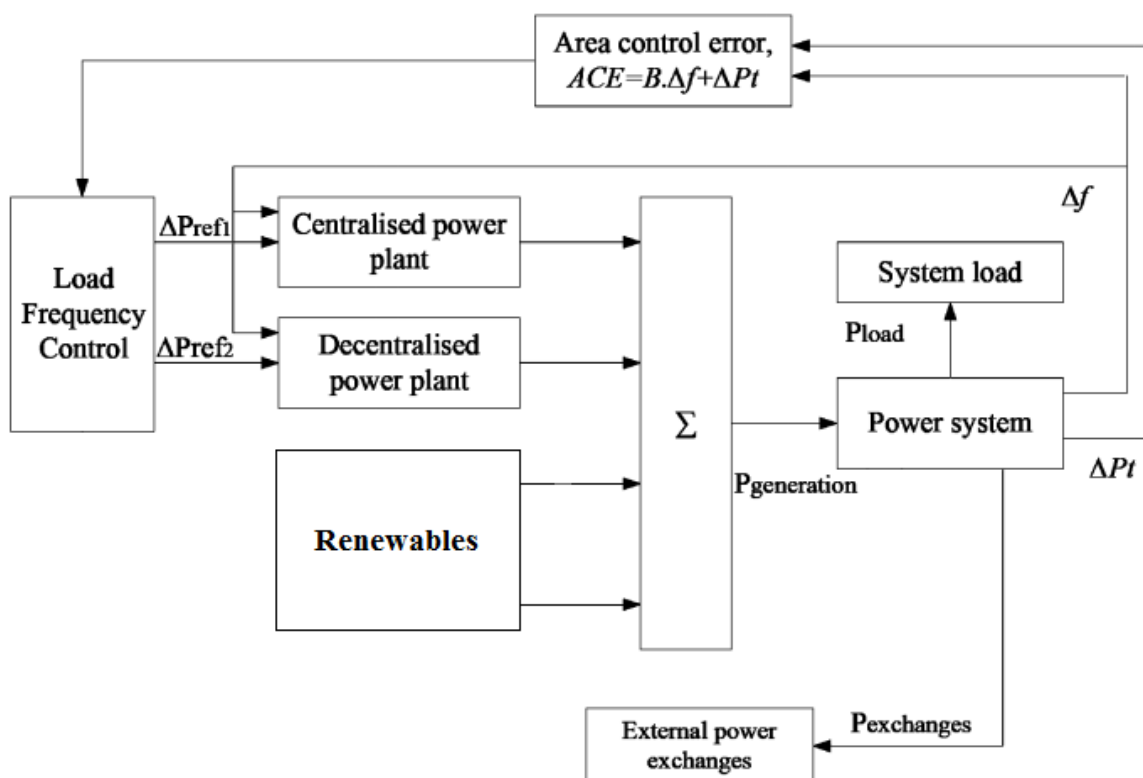 Area control error,
ACE=B.Δf+ΔPt
Δf
Load
Frequency
Control
ΔPref1
ΔPref2
Centralised power
plant
Decentralised
power plant
Renewables
Σ
Pgeneration
System load
Pload
Power system
ΔPt
Pexchanges
External power
exchanges